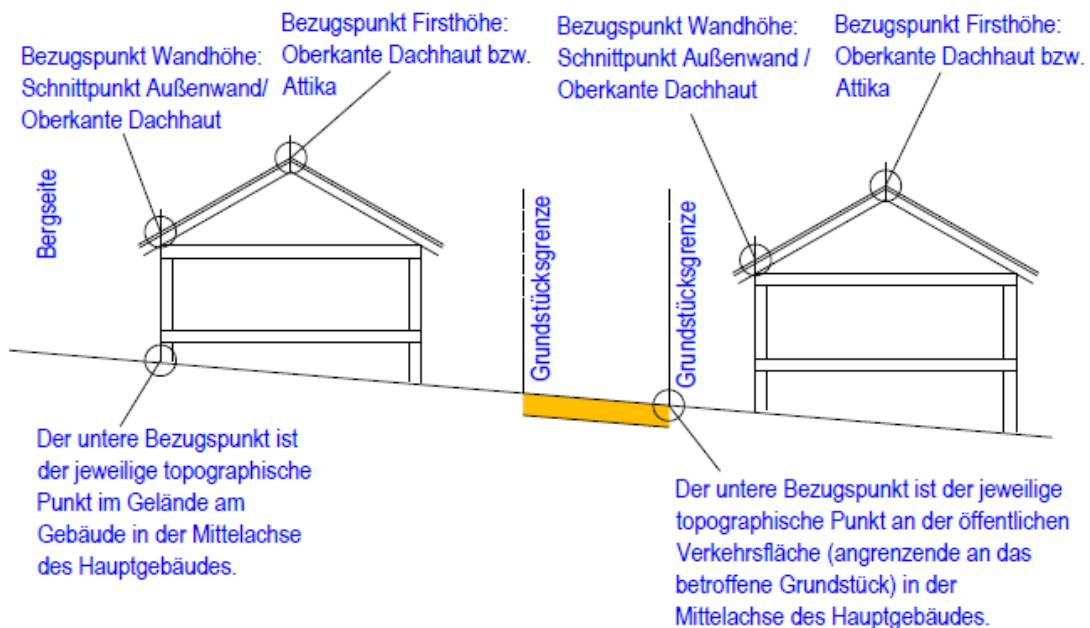 Bezugspunkt Wandhöhe:
Schnittpunkt Außenwand/
Oberkante Dachhaut
Bezugspunkt Firsthöhe:
Oberkante Dachhaut bzw.
Attika
Bezugspunkt Wandhöhe:
Schnittpunkt Außenwand /
Oberkante Dachhaut
Bezugspunkt Firsthöhe:
Oberkante Dachhaut bzw.
Attika
Bergseite
Grundstücksgrenze
Grundstücksgrenze
Der untere Bezugspunkt ist
der jeweilige topographische
Punkt im Gelände am
Gebäude in der Mittelachse
des Hauptgebäudes.
Der untere Bezugspunkt ist der jeweilige
topographische Punkt an der öffentlichen
Verkehrsfläche (angrenzende an das
betroffene Grundstück) in der
Mittelachse des Hauptgebäudes.